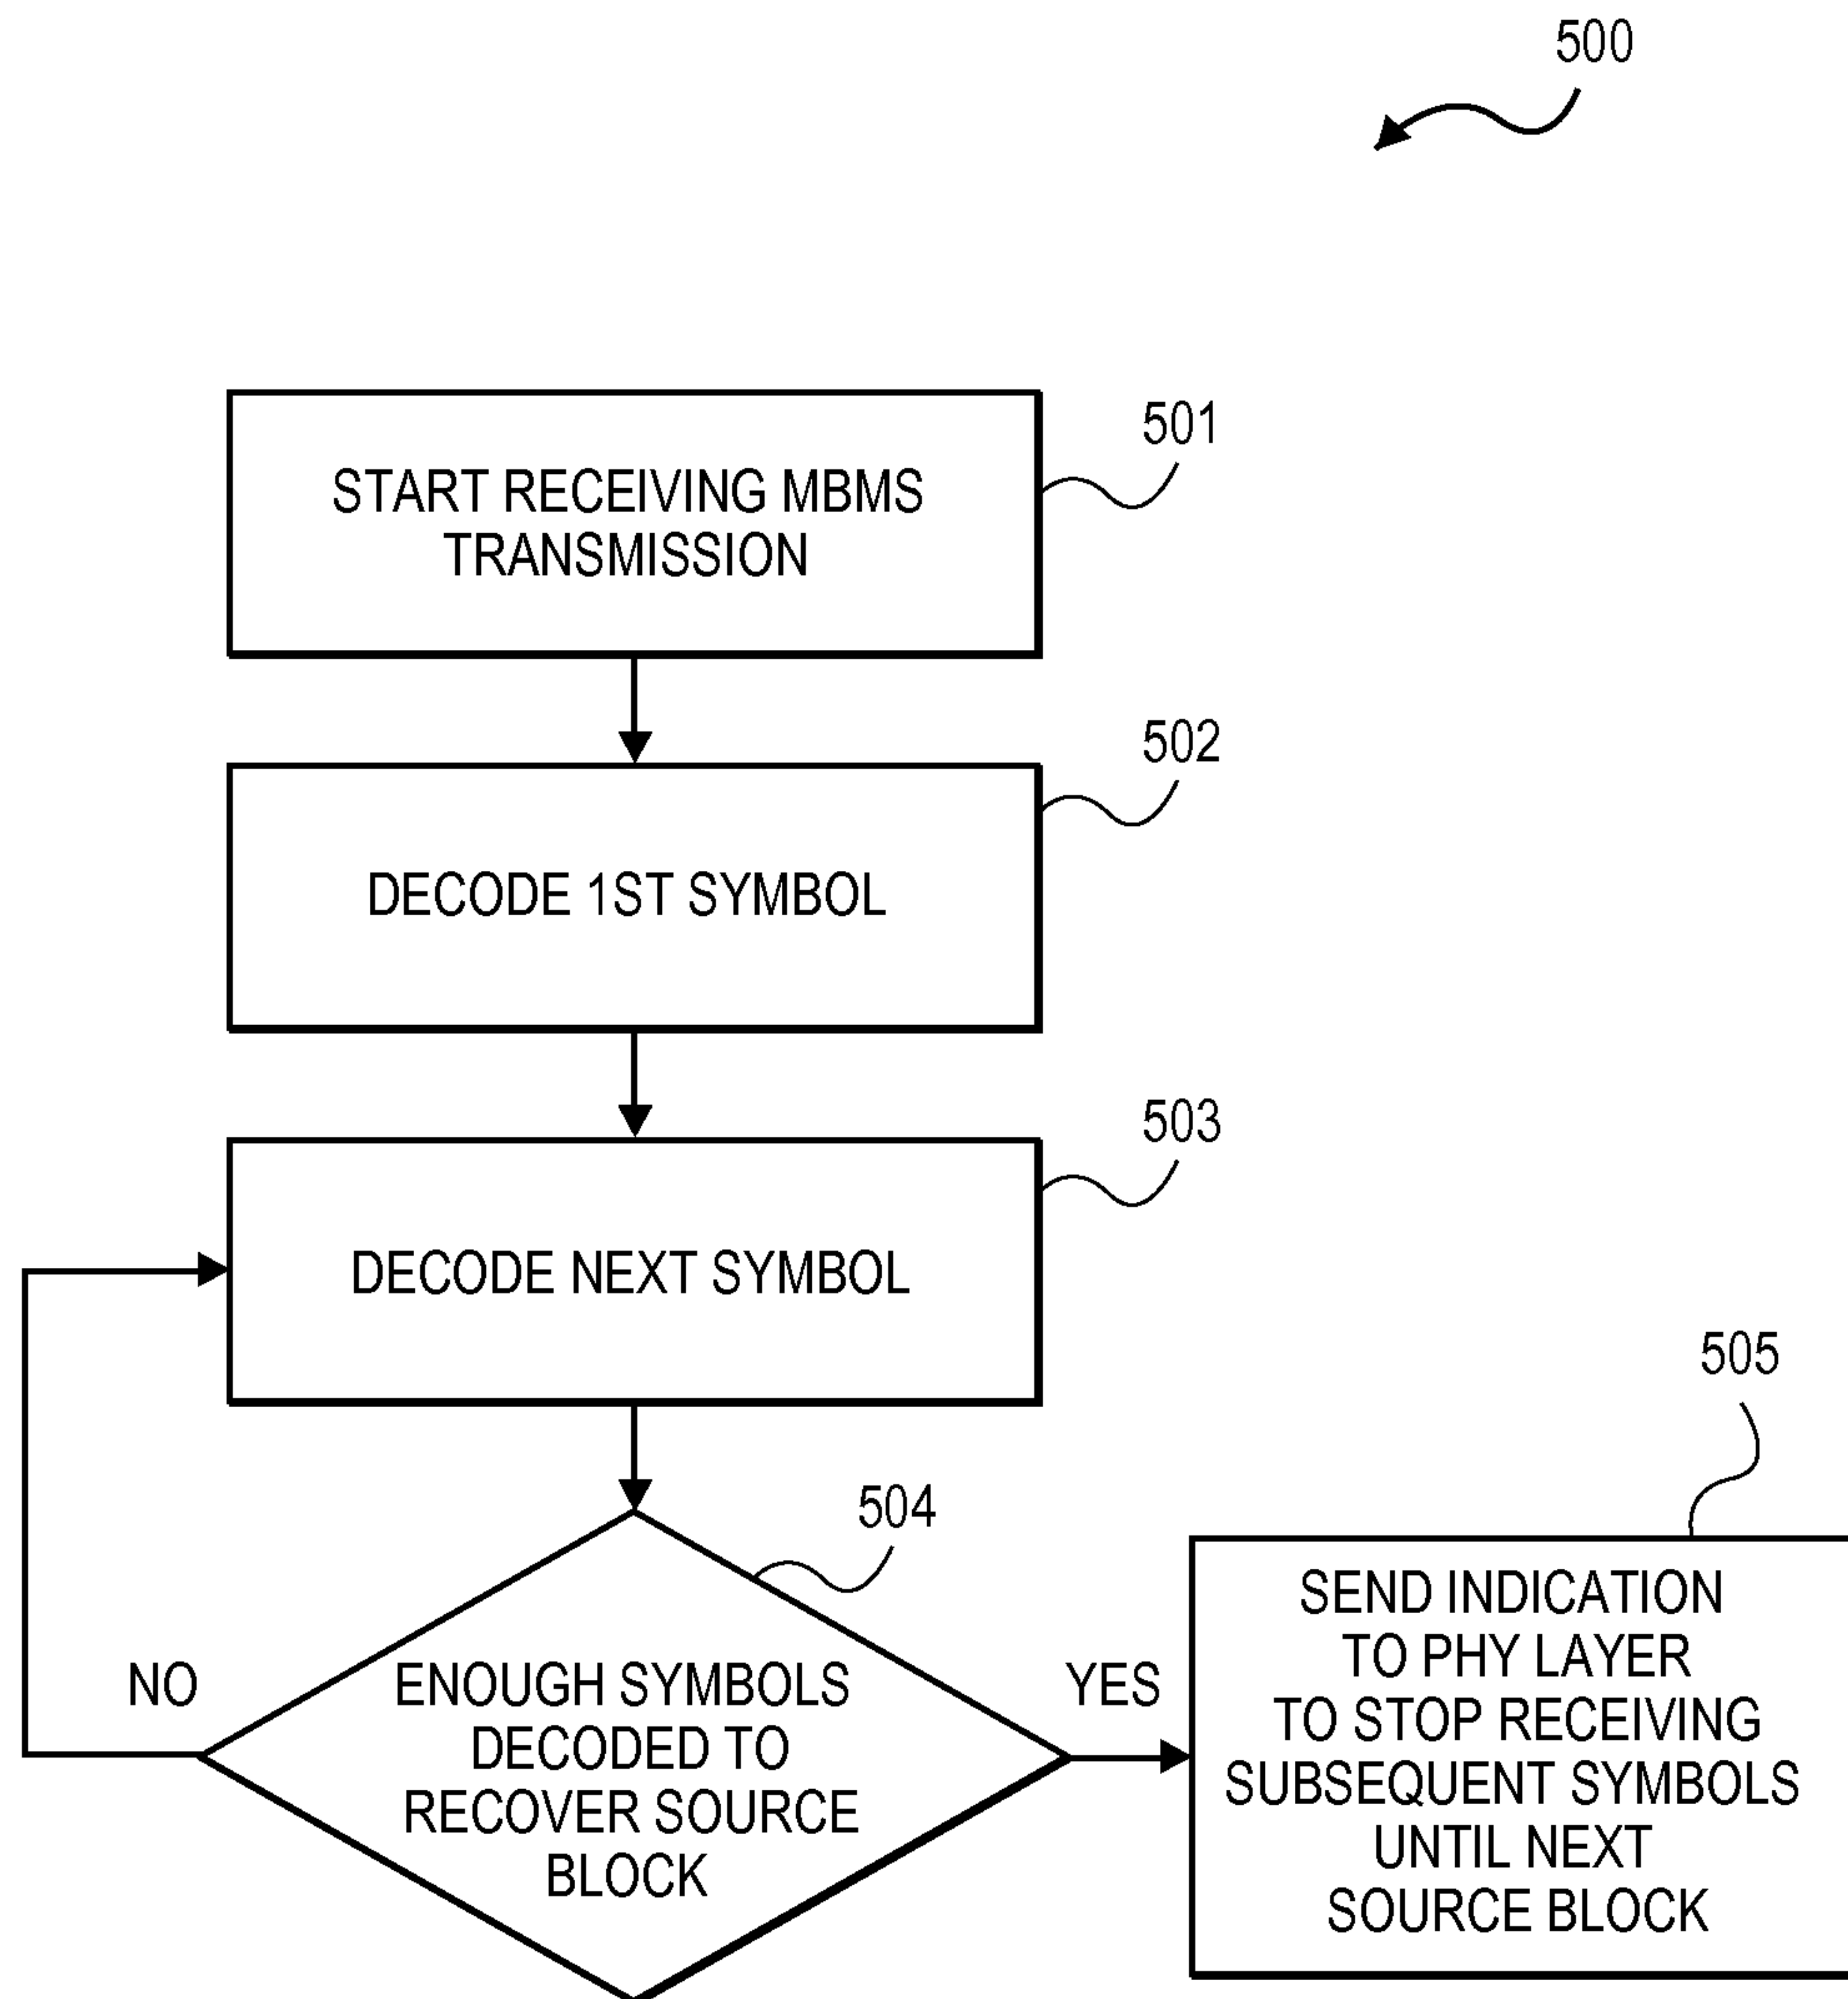 500
START RECEIVING MBMS
TRANSMISSION
501
DECODE 1ST SYMBOL
502
DECODE NEXT SYMBOL
503
ENOUGH SYMBOLS
DECODED TO
RECOVER SOURCE
BLOCK
504
NO
YES
505
SEND INDICATION
TO PHY LAYER
TO STOP RECEIVING
SUBSEQUENT SYMBOLS
UNTIL NEXT
SOURCE BLOCK